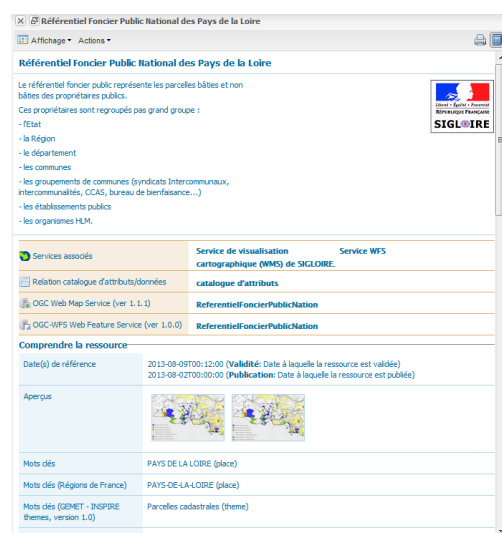 Référentiel Foncier Public National des Pays de la Loire
Affichage Actions
Référentiel Foncier Public National des Pays de la Loire
Le référentiel foncier public représente les parcelles bâties et non
bâties des propriétaires publics.
Ces propriétaires sont regroupés pas grand groupe :
- l'Etat
- la Région
- le département
- les communes
- les groupements de communes (syndicats Intercommunaux,
intercommunalités, CCAS, bureau de bienfaisance...)
- les établissements publics
- les organismes HLM.
Liberté • Égalité • Fraternité
RÉPUBLIQUE FRANÇAISE
SIGLOIRE
Services associés
Service de visualisation
cartographique (WMS) de SIGLOIRE.
Service WFS
Relation catalogue d'attributs/données
catalogue d'attributs
OGC Web Map Service (ver 1.1.1)
ReferentielFoncierPublicNation
OGC-WFS Web Feature Service (ver 1.0.0)
ReferentielFoncierPublicNation
Comprendre la ressource
Date(s) de référence
2013-08-09T00:12:00 (Validité: Date à laquelle la ressource est validée)
2013-08-02T00:00:00 (Publication: Date à laquelle la ressource est publiée)
Aperçus
Mots clés
PAYS DE LA LOIRE (place)
Mots clés (Régions de France)
PAYS-DE-LA-LOIRE (place)
Mots clés (GEMET - INSPIRE
themes, version 1.0)
Parcelles cadastrales (theme)